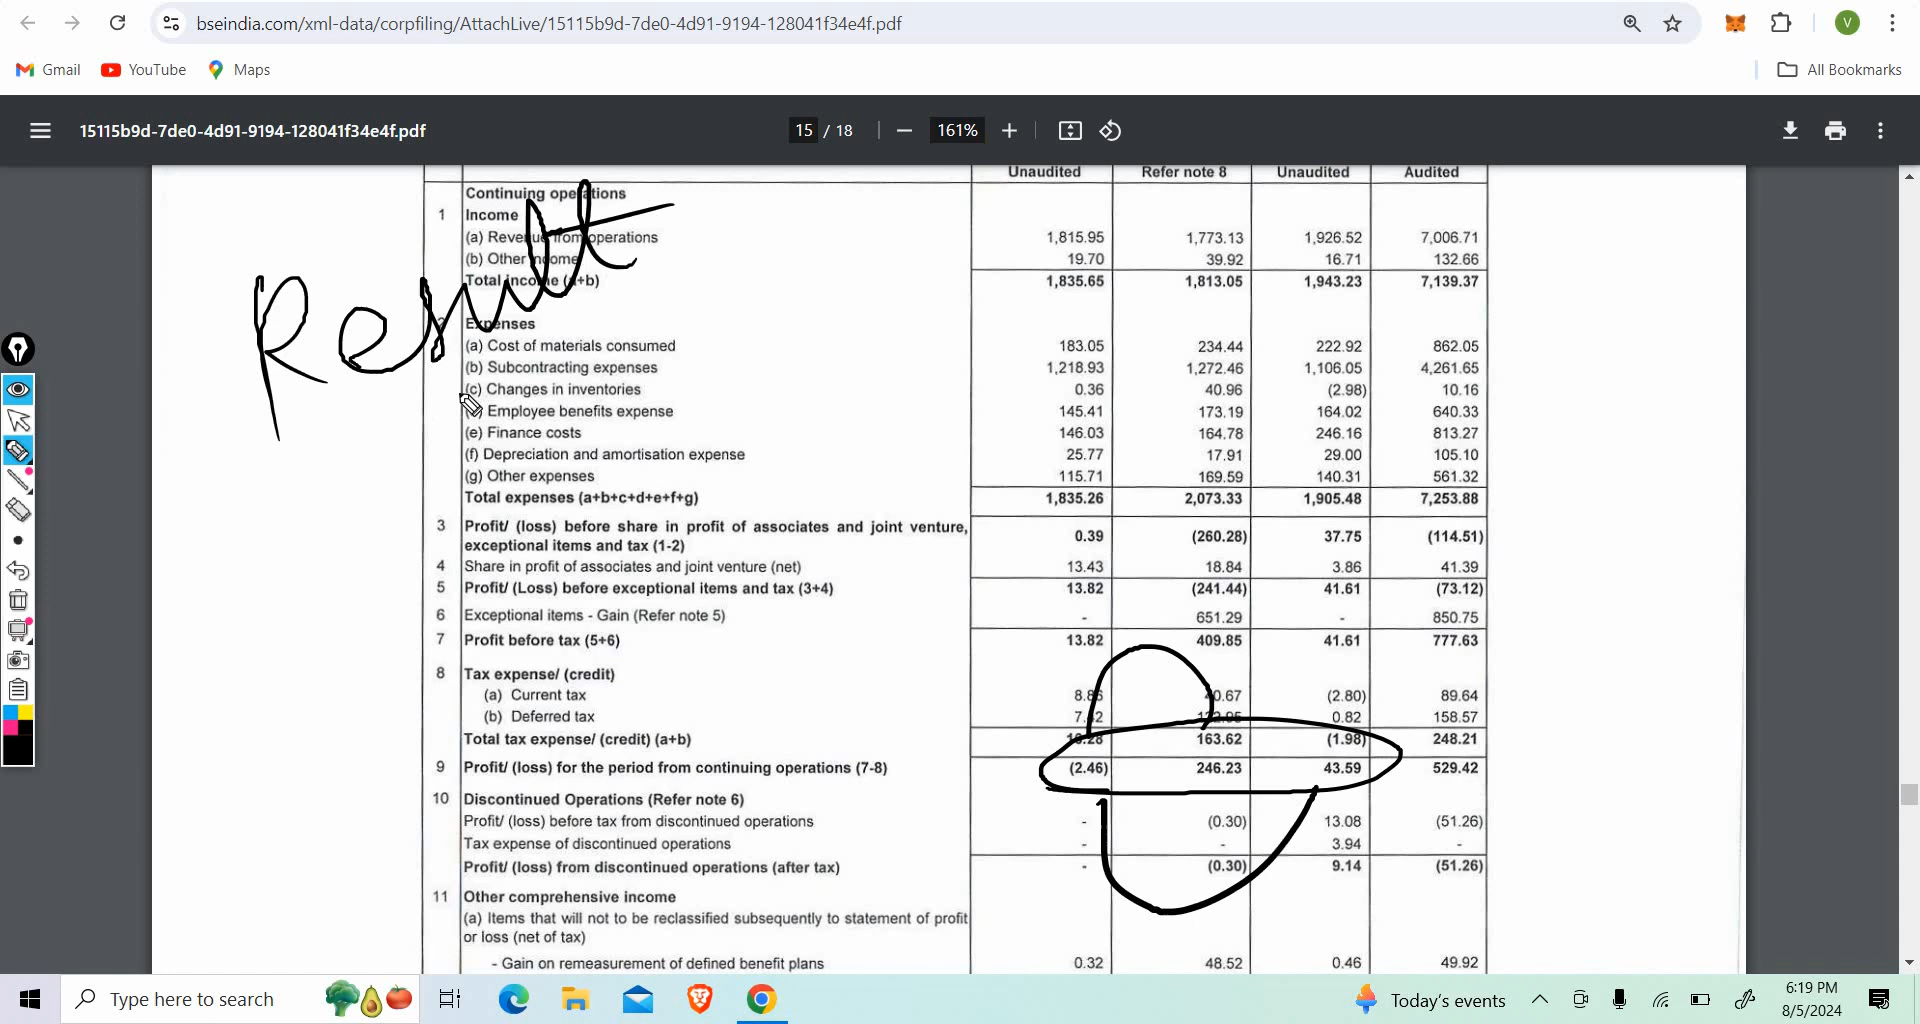 bseindia.com/xml-data/corpfiling/AttachLive/15115b9d-7de0-4d91-9194-128041f34e4f.pdf
V
Gmail YouTube Maps All Bookmarks
15115b9d-7de0-4d91-9194-128041f34e4f.pdf 15 / 18 161%
Unaudited Refer note 8 Unaudited Audited
Continuing operations
1 Income
(a) Revenue from operations 1,815.95 1,773.13 1,926.52 7,006.71
(b) Other income 19.70 39.92 16.71 132.66
Total income (a+b) 1,835.65 1,813.05 1,943.23 7,139.37
Result
2 Expenses
(a) Cost of materials consumed 183.05 234.44 222.92 862.05
(b) Subcontracting expenses 1,218.93 1,272.46 1,106.05 4,261.65
(c) Changes in inventories 0.36 40.96 (2.98) 10.16
Employee benefits expense 145.41 173.19 164.02 640.33
(e) Finance costs 146.03 164.78 246.16 813.27
(f) Depreciation and amortisation expense 25.77 17.91 29.00 105.10
(g) Other expenses 115.71 169.59 140.31 561.32
Total expenses (a+b+c+d+e+f+g) 1,835.26 2,073.33 1,905.48 7,253.88
3 Profit/ (loss) before share in profit of associates and joint venture,
exceptional items and tax (1-2) 0.39 (260.28) 37.75 (114.51)
4 Share in profit of associates and joint venture (net) 13.43 18.84 3.86 41.39
5 Profit/ (Loss) before exceptional items and tax (3+4) 13.82 (241.44) 41.61 (73.12)
6 Exceptional items - Gain (Refer note 5) - 651.29 - 850.75
7 Profit before tax (5+6) 13.82 409.85 41.61 777.63
8 Tax expense/ (credit)
(a) Current tax 8.86 40.67 (2.80) 89.64
(b) Deferred tax 7.42 122.95 0.82 158.57
Total tax expense/ (credit) (a+b) 16.28 163.62 (1.98) 248.21
9 Profit/ (loss) for the period from continuing operations (7-8) (2.46) 246.23 43.59 529.42
10 Discontinued Operations (Refer note 6)
Profit/ (loss) before tax from discontinued operations - (0.30) 13.08 (51.26)
Tax expense of discontinued operations - - 3.94 -
Profit/ (loss) from discontinued operations (after tax) - (0.30) 9.14 (51.26)
11 Other comprehensive income
(a) Items that will not to be reclassified subsequently to statement of profit
or loss (net of tax)
- Gain on remeasurement of defined benefit plans 0.32 48.52 0.46 49.92
Type here to search Today's events 6:19 PM
8/5/2024